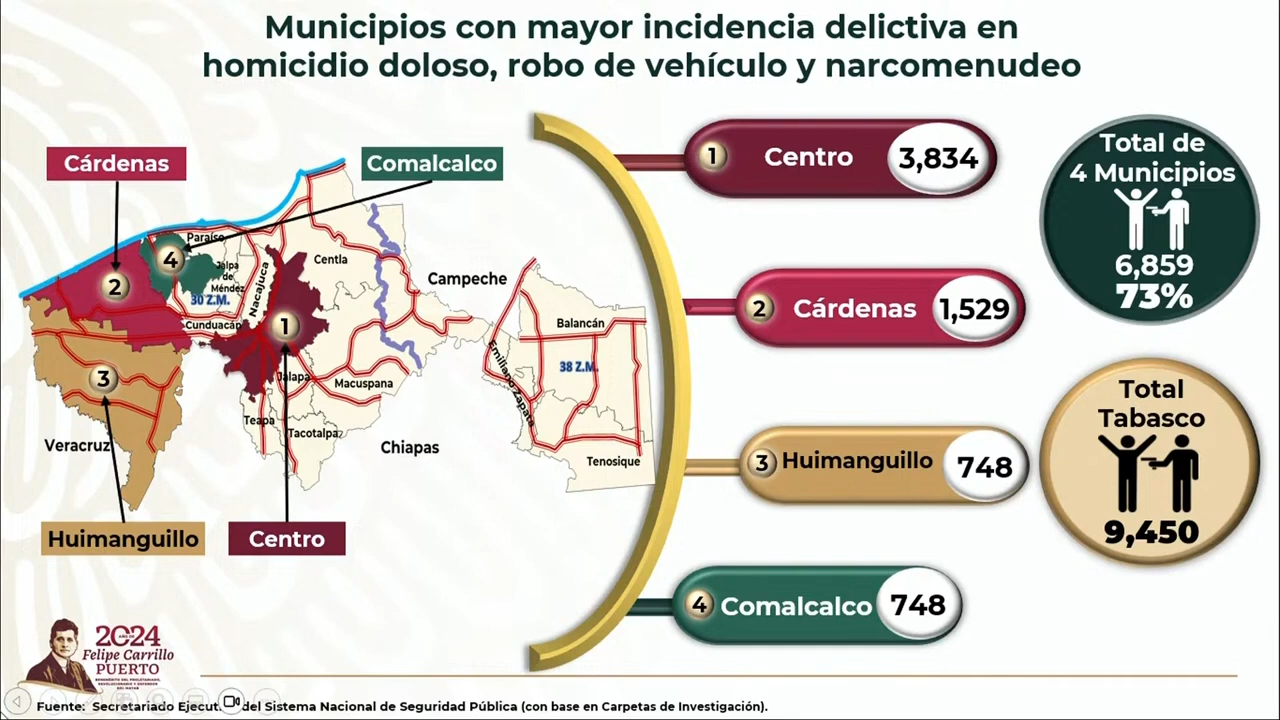 Municipios con mayor incidencia delictiva en
homicidio doloso, robo de vehículo y narcomenudeo
Cárdenas
Comalcalco
Paraíso
Jalpa
de
Méndez
30 Z.M.
Nacajuca
Centla
Cunduacán
Campeche
Balancán
38 Z.M.
Emiliano Zapata
Jalapa
Macuspana
Teapa
Tacotalpa
Tenosique
Veracruz
Chiapas
2
4
1
3
Huimanguillo
Centro
1 Centro 3,834
2 Cárdenas 1,529
3 Huimanguillo 748
4 Comalcalco 748
Total de
4 Municipios
6,859
73%
Total
Tabasco
9,450
2024
Felipe Carrillo
PUERTO
Fuente: Secretariado Ejecut. del Sistema Nacional de Seguridad Pública (con base en Carpetas de Investigación).